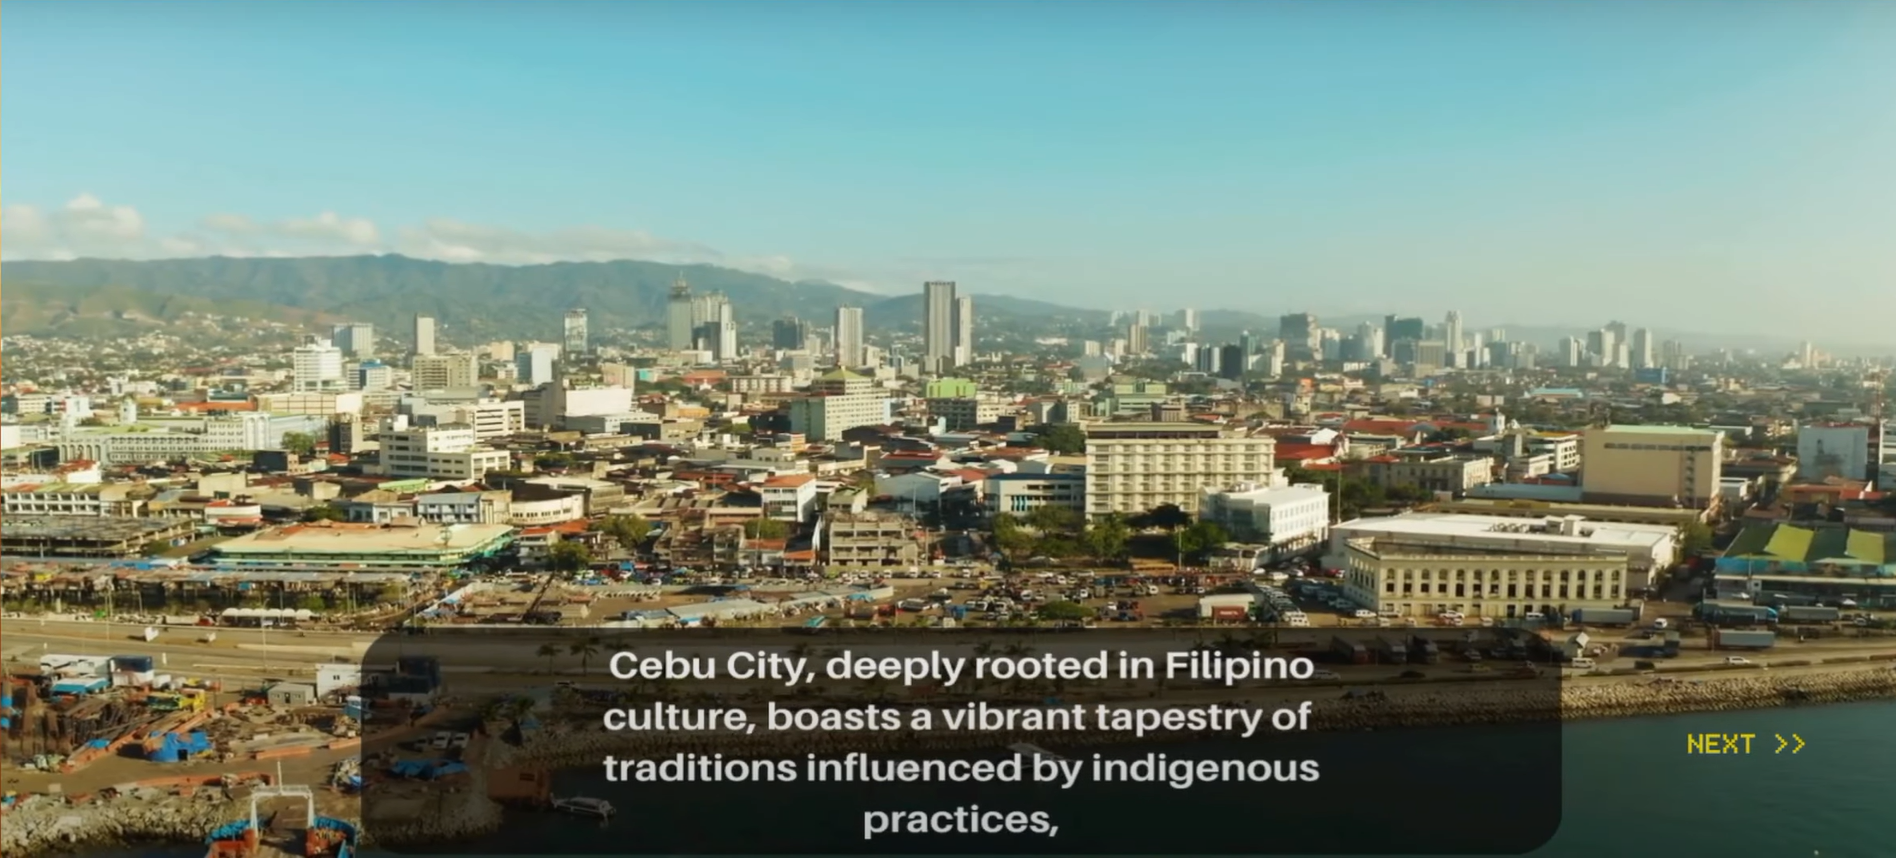 Cebu City, deeply rooted in Filipino
culture, boasts a vibrant tapestry of
traditions influenced by indigenous
practices,
NEXT >>